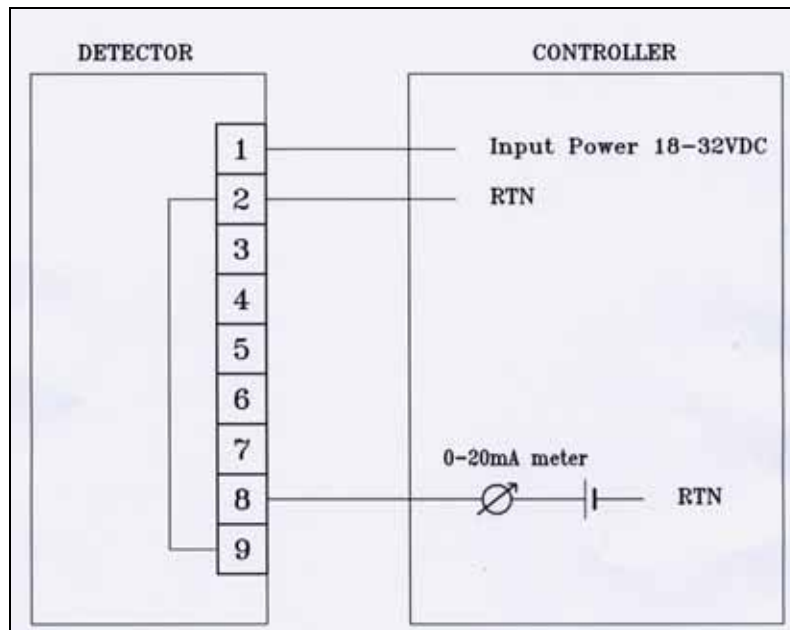 DETECTOR CONTROLLER
1 Input Power 18-32VDC
2 RTN
3
4
5
6
7
0-20mA meter
8 RTN
9